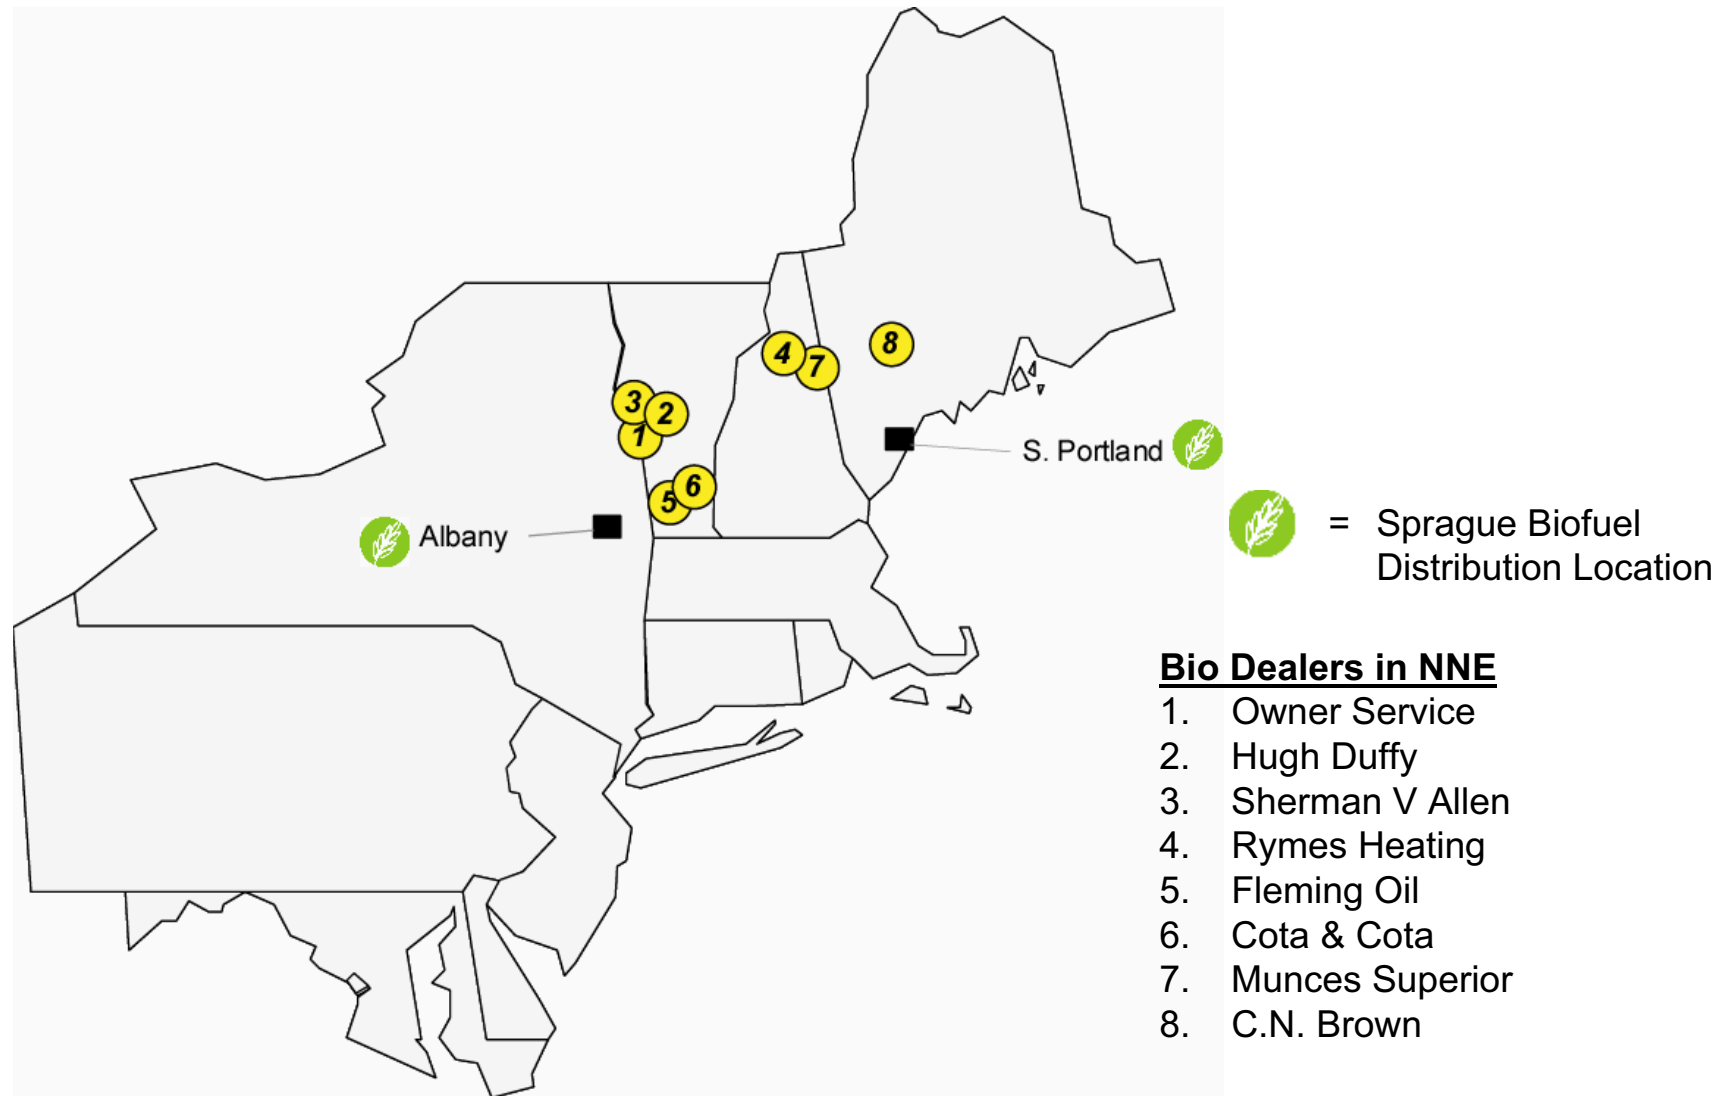 4
7
8
3
2
1
S. Portland
6
5
Albany
= Sprague Biofuel
Distribution Location
Bio Dealers in NNE
1. Owner Service
2. Hugh Duffy
3. Sherman V Allen
4. Rymes Heating
5. Fleming Oil
6. Cota & Cota
7. Munces Superior
8. C.N. Brown